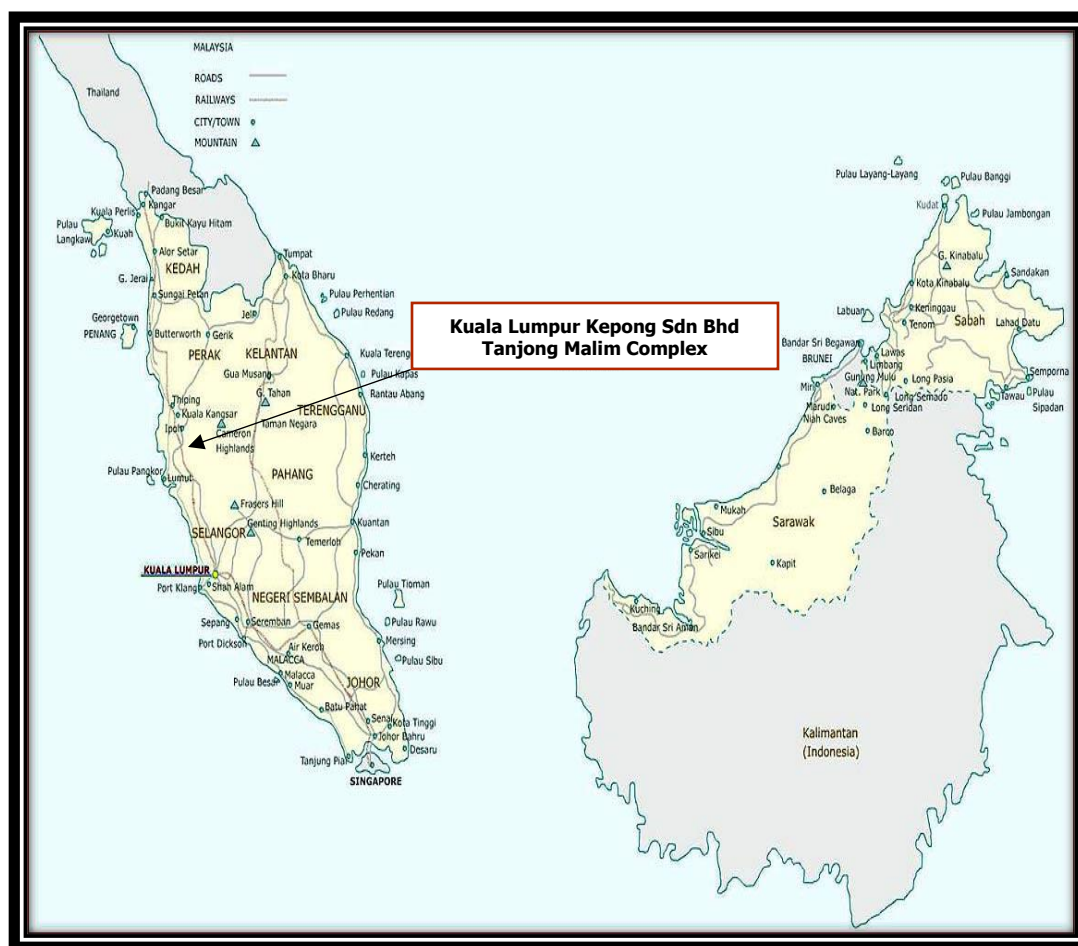 MALAYSIA
ROADS
RAILWAYS
CITY/TOWN
MOUNTAIN
Thailand
Padang Besar
Kangar
Kuala Perlis
Bukit Kayu Hitam
Pulau
Langkaw
Kuah
Alor Setar
KEDAH
G. Jerai
Sungai Petan
Georgetown
PENANG
Butterworth
Gerik
Jeli
Tumpat
Kota Bharu
Pulau Perhentian
Pulau Redang
PERAK
KELANTAN
Kuala Tereng
Gua Musang
Pulau Kapas
G. Tahan
Rantau Abang
TERENGGANU
Thiping
Kuala Kangsar
Taman Negara
Ipoh
Cameron
Highlands
Kerteh
Pulau Pangkor
Lumut
PAHANG
Cherating
Frasers Hill
SELANGOR
Genting Highlands
Kuantan
Temerloh
Pekan
KUALA LUMPUR
Port Klang
Shah Alam
Pulau Tioman
NEGERI SEMBALAN
Sepang
Seremban
Gemas
Pulau Rawu
Port Dickson
Mersing
Air Keroh
MALACCA
Pulau Sibu
Malacca
Pulau Besar
Muar
JOHOR
Batu Pahat
Senai
Kota Tinggi
Johor Bahru
Desaru
Tanjung Piai
SINGAPORE
Kuala Lumpur Kepong Sdn Bhd
Tanjong Malim Complex
Pulau Layang-Layang
Pulau Banggi
Kudat
Pulau Jambongan
G. Kinabalu
Sandakan
Kota Kinabalu
Labuan
Keninggau
Tenom
Sabah
Lahad Datu
Bandar Sri Begawan
BRUNEI
Lawas
Limbang
Gunung Mulu
Nat. Park
Long Pasia
Semporna
Miri
Long Semado
Tawau
Pulau
Sipadan
Marudi
Long Seridan
Niah Caves
Bareo
Belaga
Mukah
Sibu
Sarawak
Sarikei
Kapit
Kuching
Bandar Sri Aman
Kalimantan
(Indonesia)